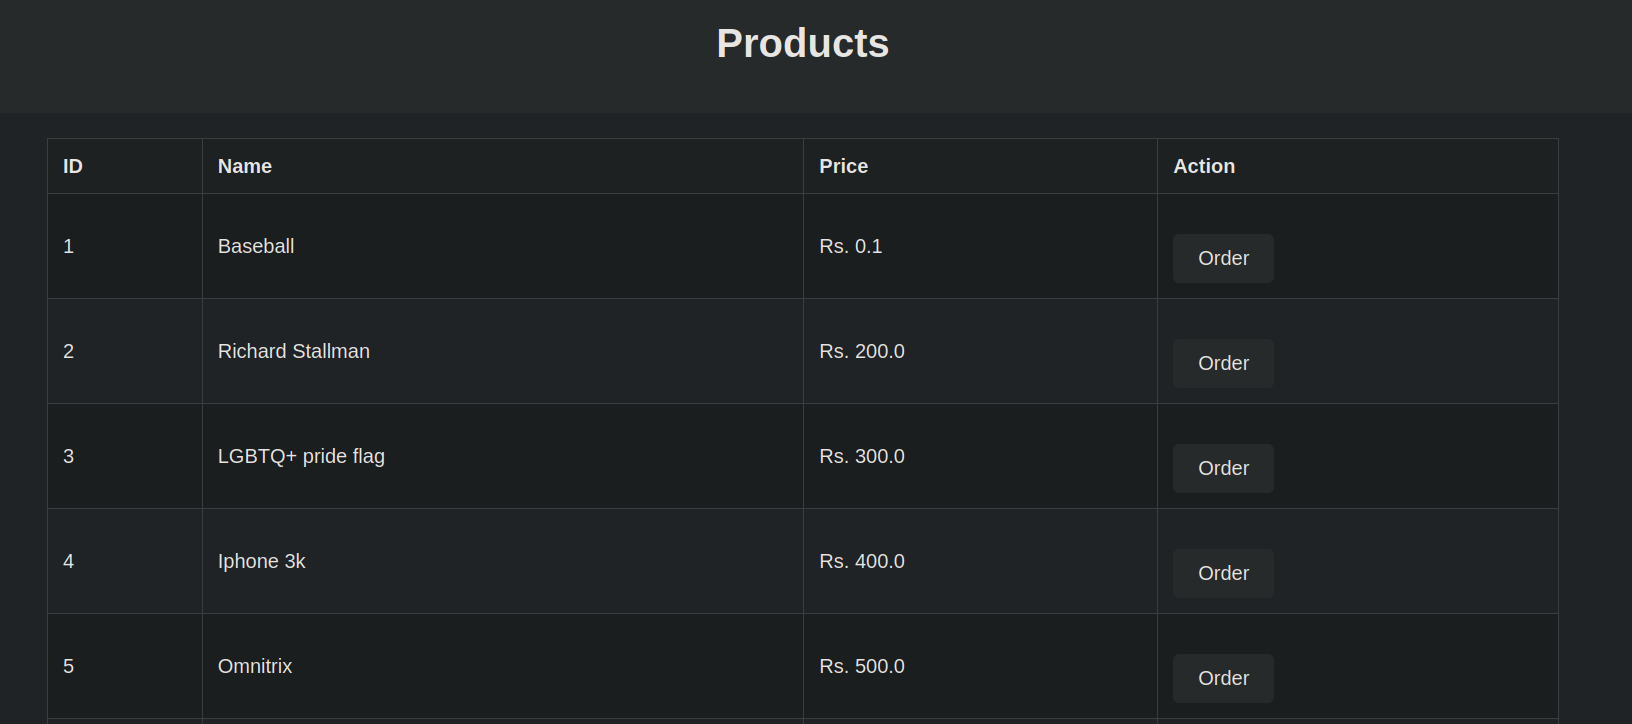 Products
ID Name Price Action
1 Baseball Rs. 0.1 Order
2 Richard Stallman Rs. 200.0 Order
3 LGBTQ+ pride flag Rs. 300.0 Order
4 Iphone 3k Rs. 400.0 Order
5 Omnitrix Rs. 500.0 Order